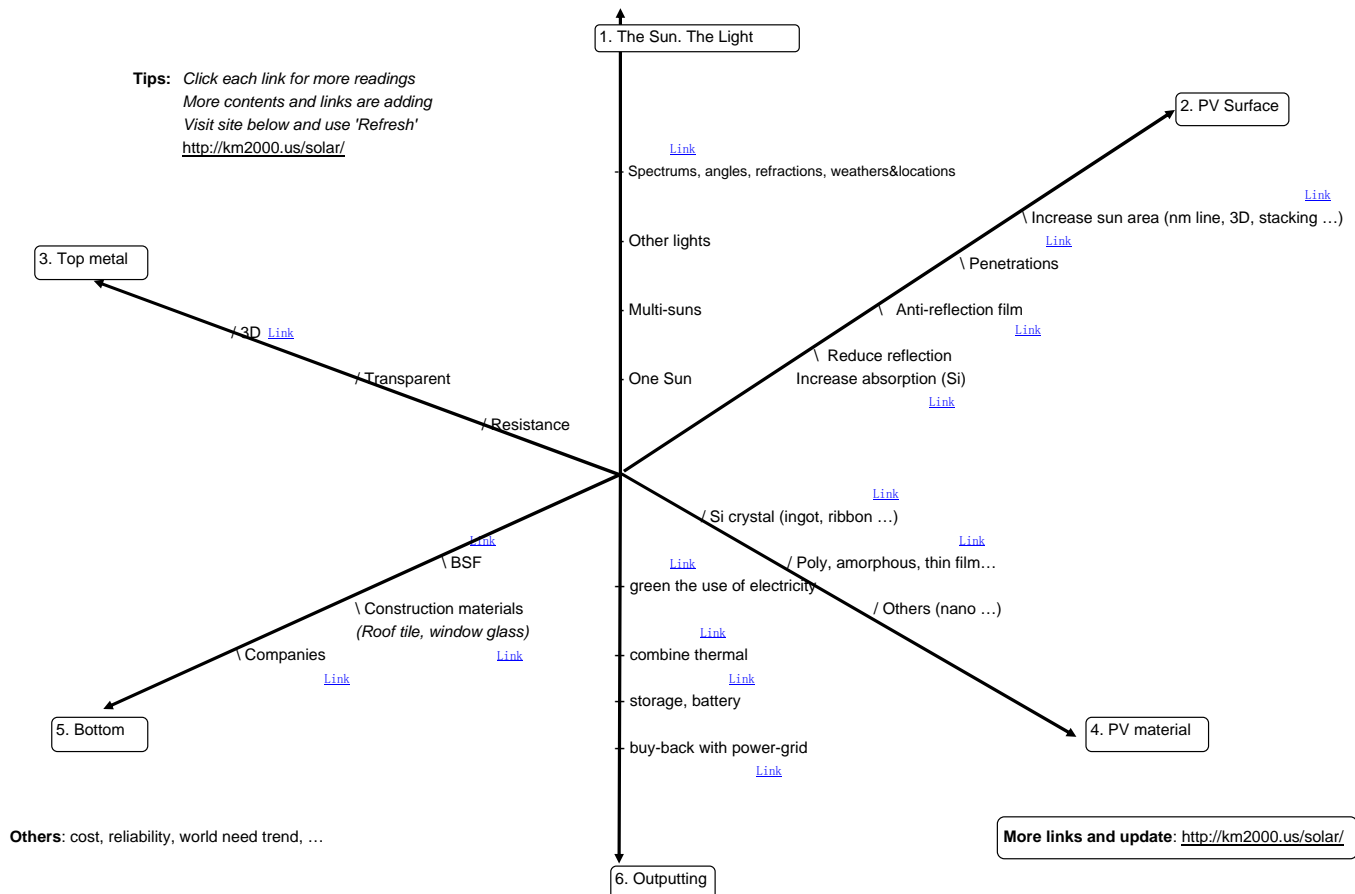 1. The Sun. The Light
Tips: Click each link for more readings
More contents and links are adding
Visit site below and use 'Refresh'
http://km2000.us/solar/
2. PV Surface
Link
Spectrums, angles, refractions, weathers&locations
Link
\ Increase sun area (nm line, 3D, stacking …)
Link
\ Penetrations
Other lights
3. Top metal
Multi-suns
\ Anti-reflection film
Link
/ 3D Link
\ Reduce reflection
Increase absorption (Si)
Link
/ Transparent
One Sun
/ Resistance
Link
/ Si crystal (ingot, ribbon …)
Link
\ BSF
Link
/ Poly, amorphous, thin film…
Link
green the use of electricity
/ Others (nano …)
\ Construction materials
(Roof tile, window glass)
Link
Link
combine thermal
\ Companies
Link
Link
storage, battery
5. Bottom
4. PV material
buy-back with power-grid
Link
Others: cost, reliability, world need trend, …
More links and update: http://km2000.us/solar/
6. Outputting